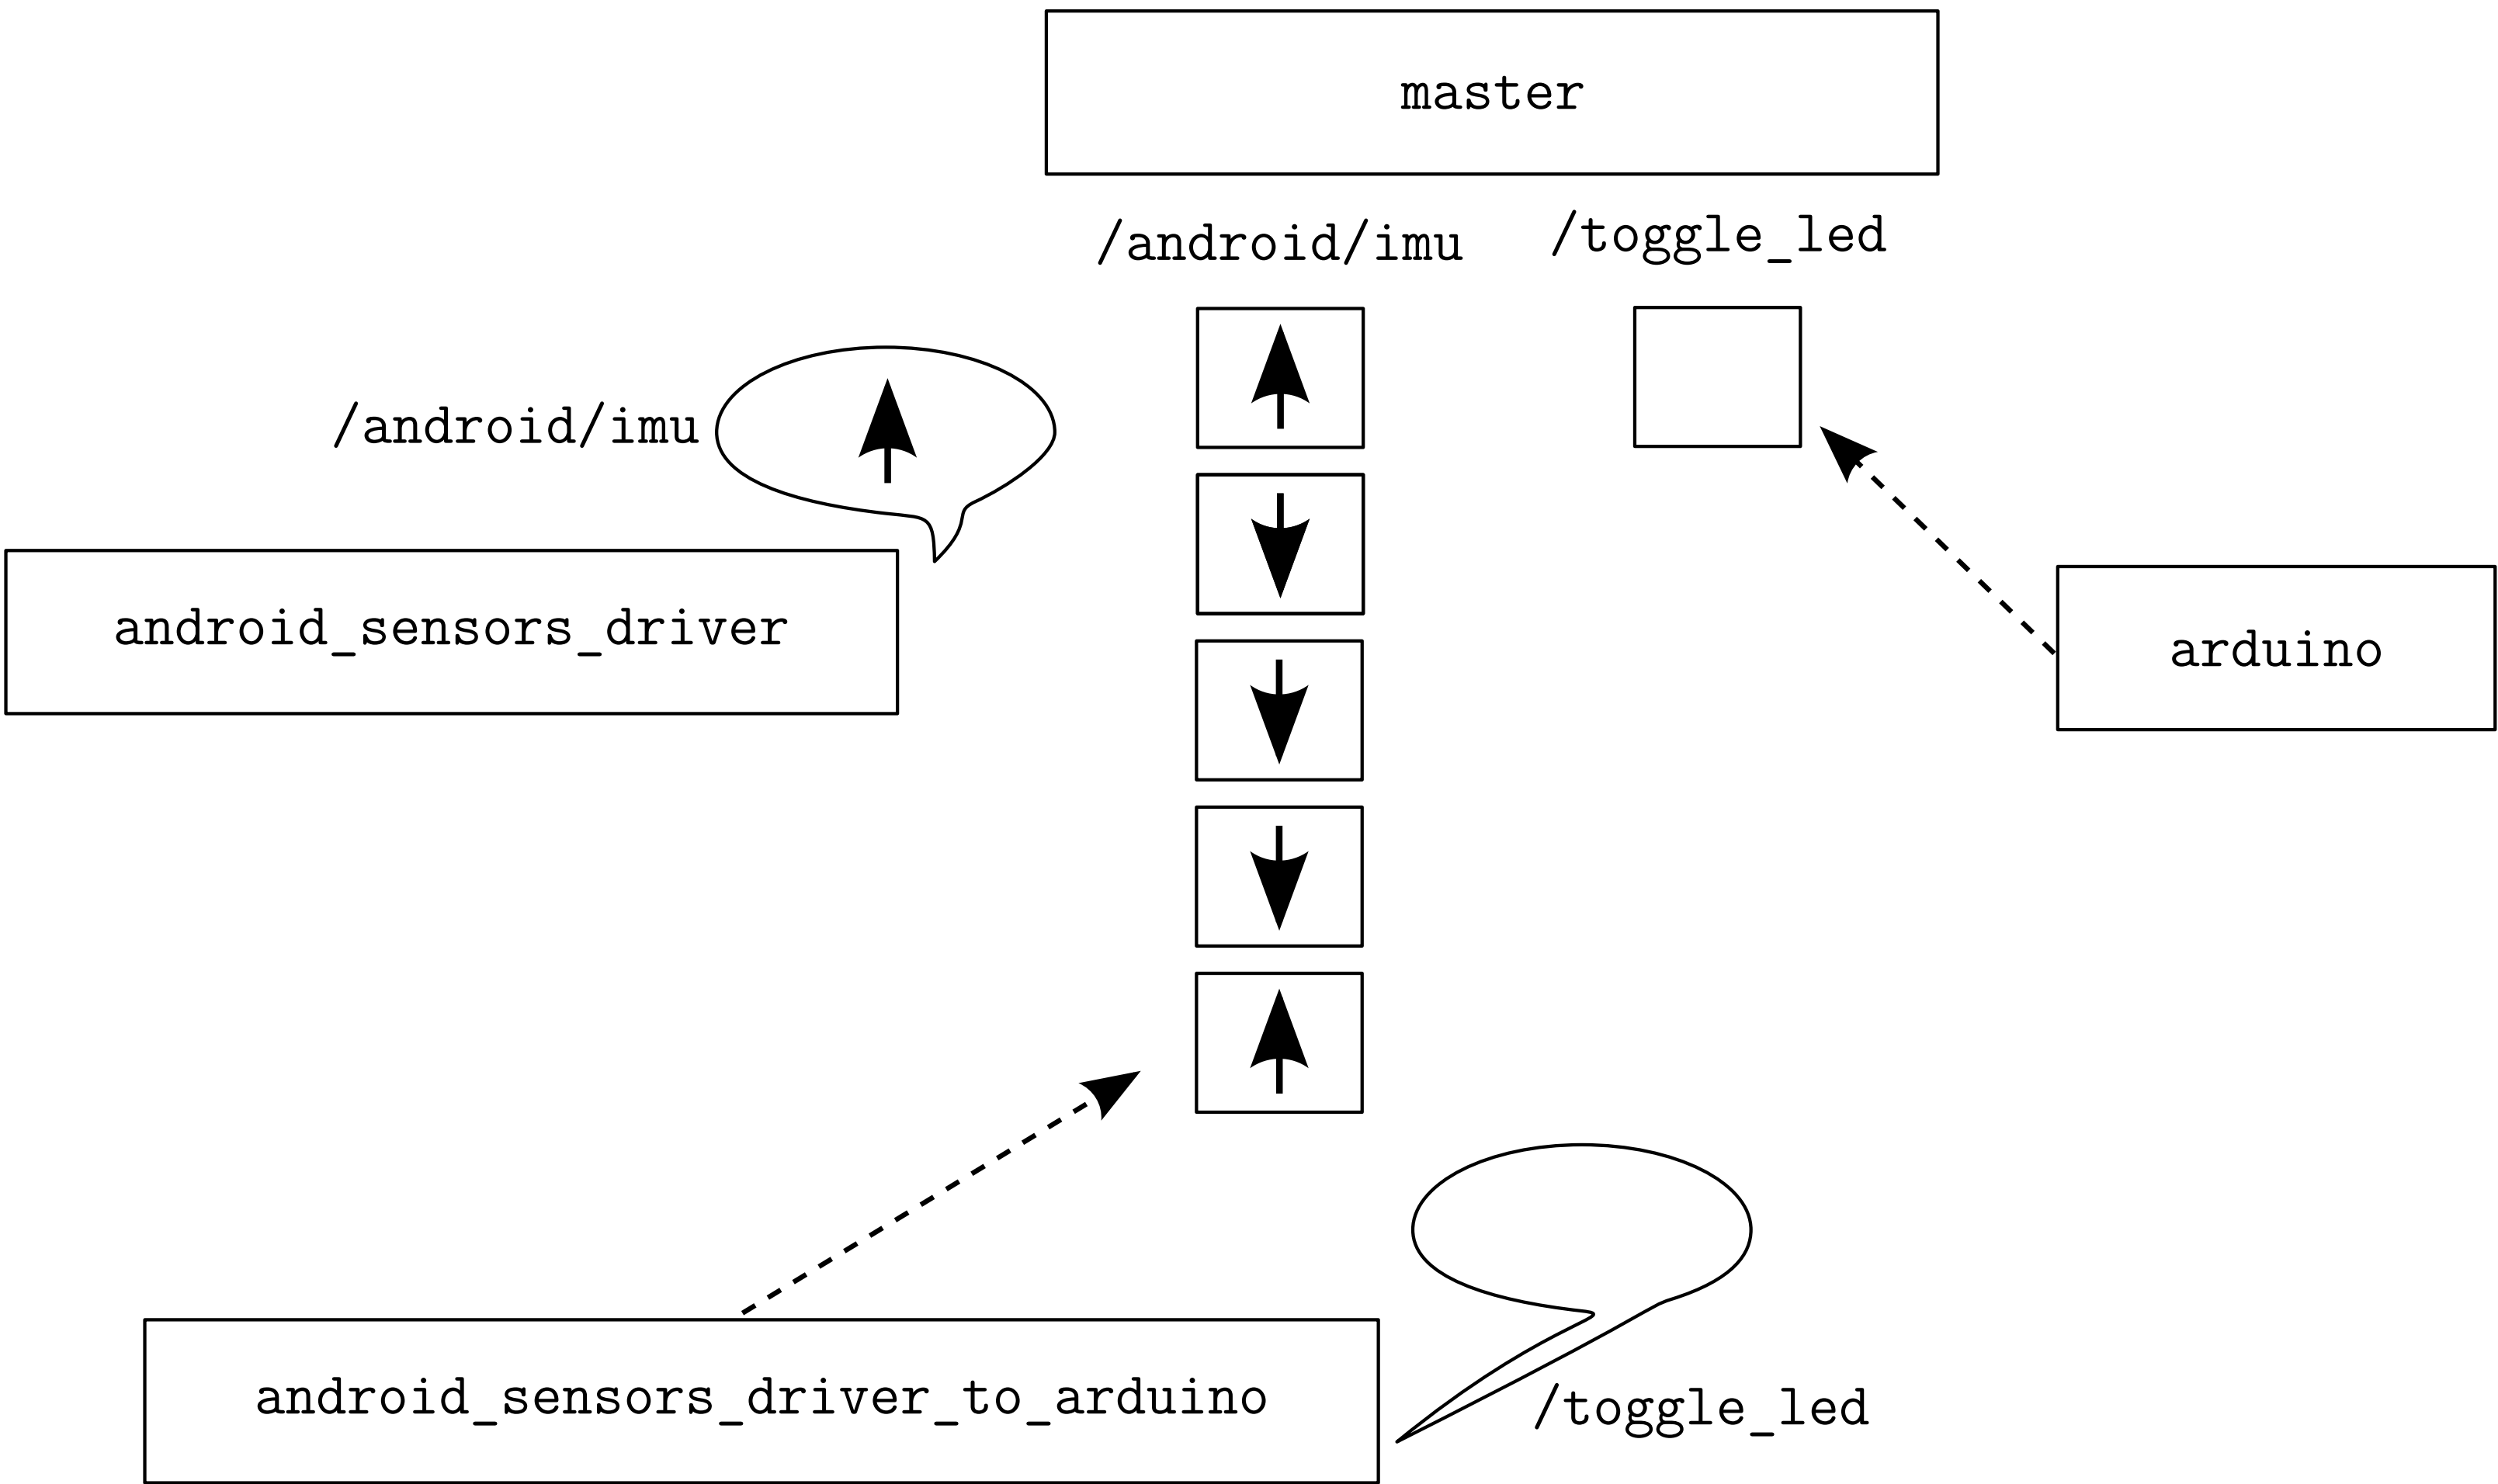 master
/android/imu
/toggle_led
/android/imu
android_sensors_driver
arduino
android_sensors_driver_to_arduino
/toggle_led